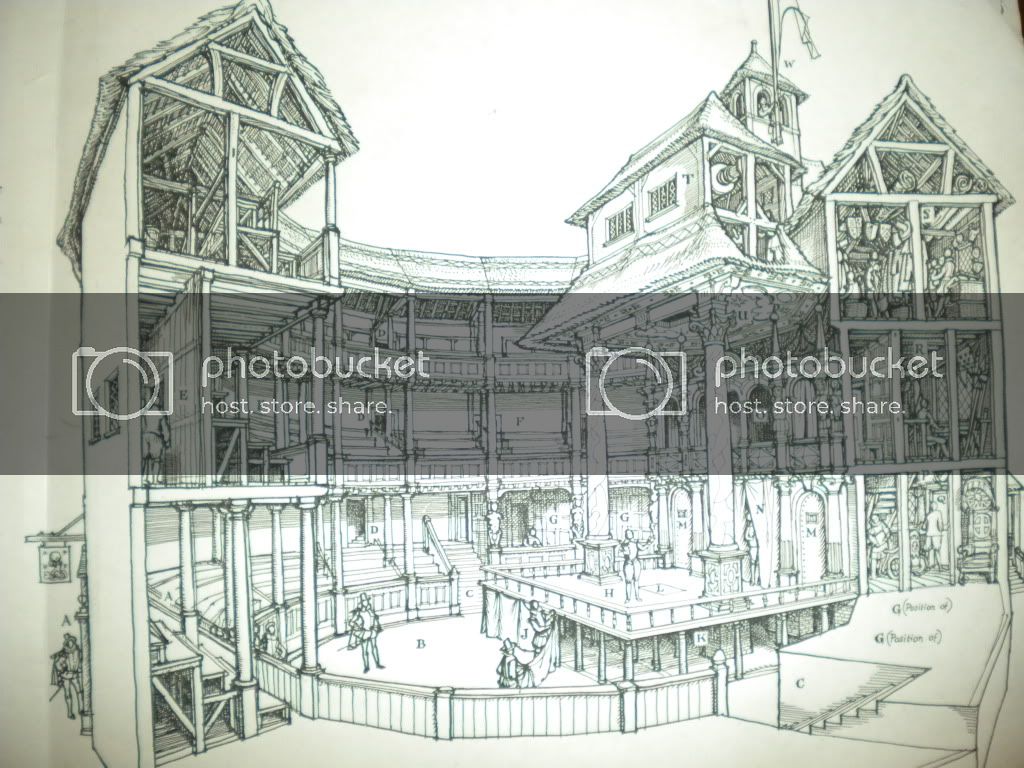 W
T
J
U
photobucket
host. store. share.
photobucket
host. store. share.
E
D
F
D
G
G
M
N
M
S
A
C
H
L
G (Position of)
A
B
J
K
G (Position of)
C